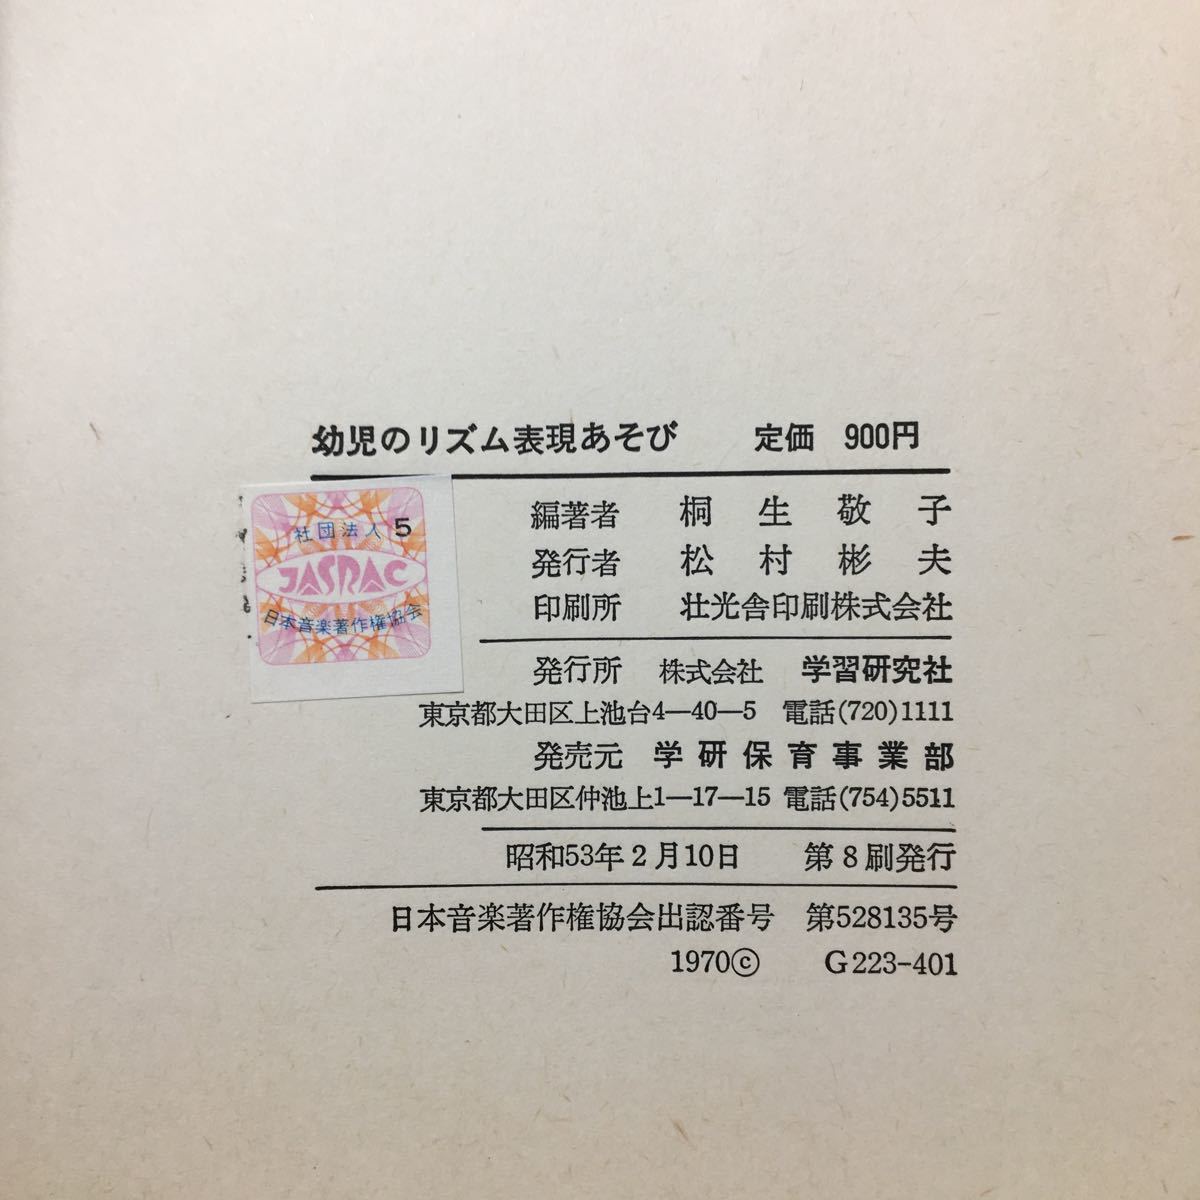 幼児のリズム表現あそび 定価 900円
社団法人 5
JASRAC
日本音楽著作権協会
編著者 桐生敬子
発行者 松村彬夫
印刷所 壮光舎印刷株式会社
発行所 株式会社 学習研究社
東京都大田区上池台4―40―5 電話(720)1111
発売元 学研保育事業部
東京都大田区仲池上1―17―15 電話(754)5511
昭和53年2月10日 第8刷発行
日本音楽著作権協会出認番号 第528135号
1970ⓒ G223-401